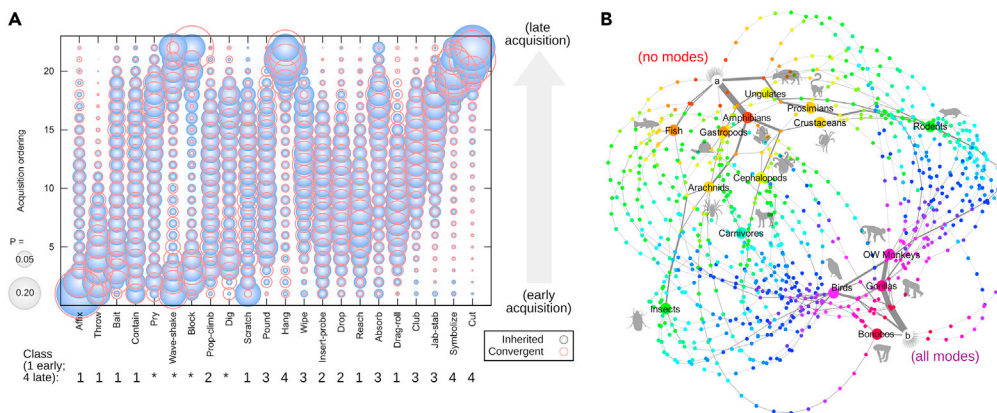 A
B
(late
acquisition)
(no modes)
a
Ungulates
Prosimians
Amphibians
Crustaceans
Rodents
Fish
Gastropods
Cephalopods
Arachnids
Carnivores
OW Monkeys
Birds
Gorillas
Insects
Bonobos
b
(all modes)
Acquisition ordering
20
15
10
5
P =
0.05
0.20
(early
acquisition)
Affix
Throw
Bait
Contain
Pry
Wave-shake
Block
Prop-climb
Dig
Scratch
Pound
Hang
Wipe
Insert-probe
Drop
Reach
Absorb
Drag-roll
Club
Jab-stab
Symbolize
Cut
Inherited
Convergent
Class
(1 early;
4 late): 1 1 1 1 * * * 2 * 1 3 4 3 2 2 1 3 1 3 3 4 4